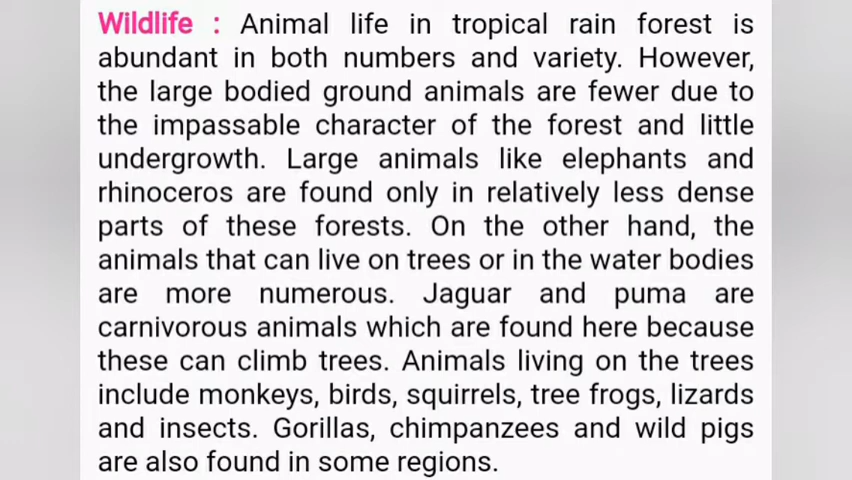 Wildlife : Animal life in tropical rain forest is
abundant in both numbers and variety. However,
the large bodied ground animals are fewer due to
the impassable character of the forest and little
undergrowth. Large animals like elephants and
rhinoceros are found only in relatively less dense
parts of these forests. On the other hand, the
animals that can live on trees or in the water bodies
are more numerous. Jaguar and puma are
carnivorous animals which are found here because
these can climb trees. Animals living on the trees
include monkeys, birds, squirrels, tree frogs, lizards
and insects. Gorillas, chimpanzees and wild pigs
are also found in some regions.